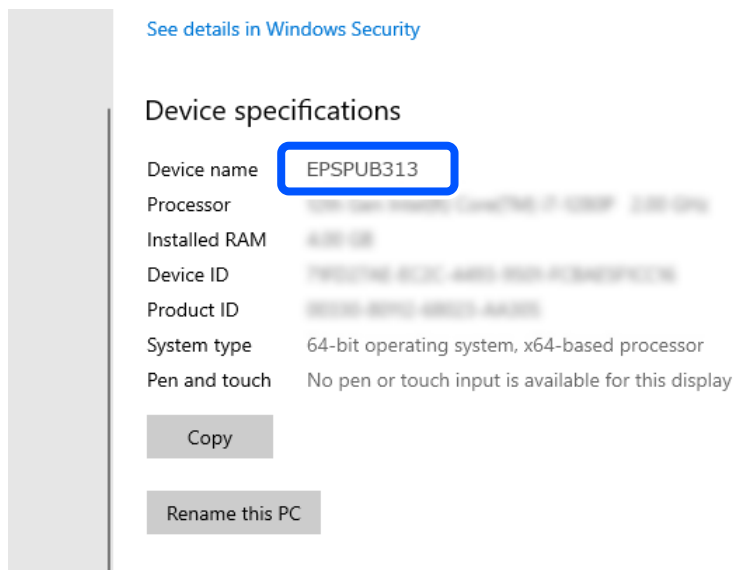 See details in Windows Security
Device specifications
Device name EPSPUB313
Processor
Installed RAM
Device ID
Product ID
System type 64-bit operating system, x64-based processor
Pen and touch No pen or touch input is available for this display
Copy
Rename this PC